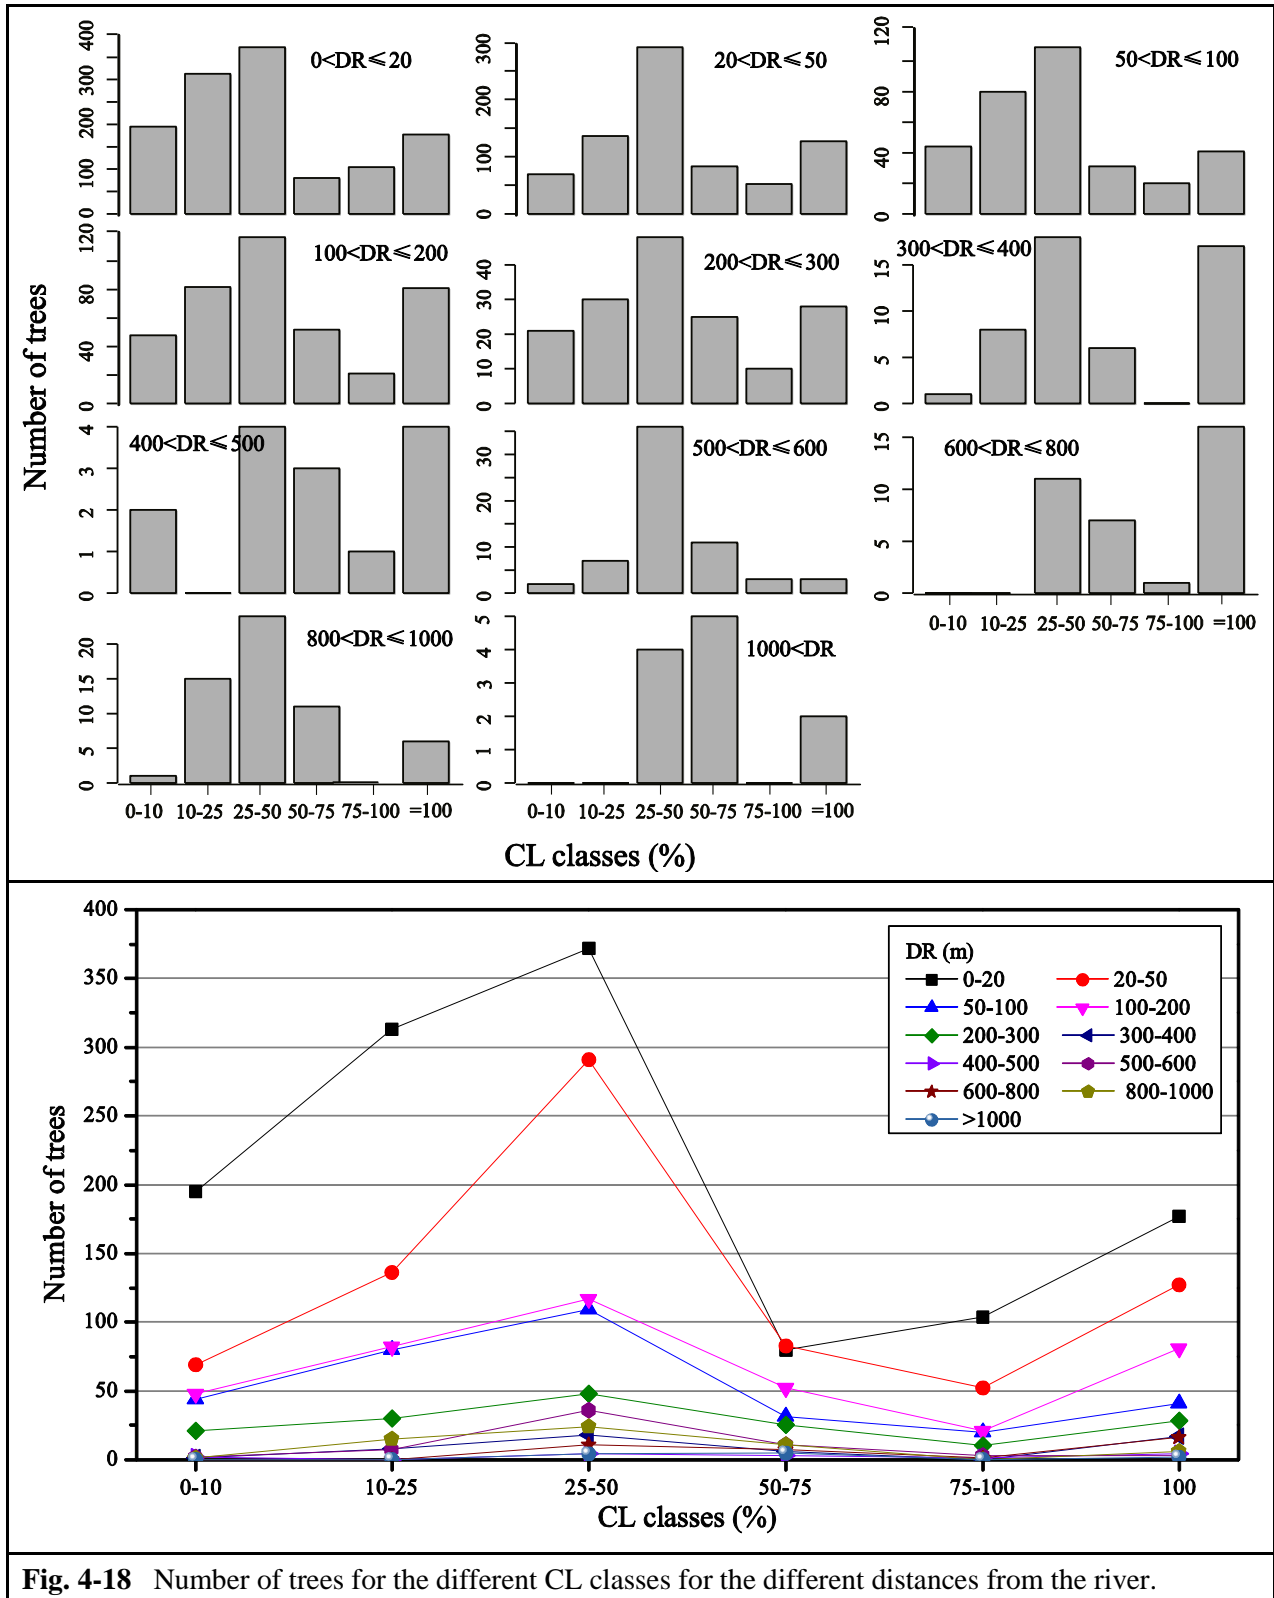 Number of trees
0<DR≤20
0 100 200 300 400
20<DR≤50
0 100 200 300
50<DR≤100
0 40 80 120
100<DR≤200
0 40 80 120
200<DR≤300
0 10 20 30 40
300<DR≤400
0 5 10 15
400<DR≤500
0 1 2 3 4
500<DR≤600
0 10 20 30
600<DR≤800
0 5 10 15
0-10 10-25 25-50 50-75 75-100 =100
800<DR≤1000
0 5 10 15 20
0-10 10-25 25-50 50-75 75-100 =100
1000<DR
0 1 2 3 4 5
0-10 10-25 25-50 50-75 75-100 =100
CL classes (%)
400
350
300
250
200
150
100
50
0
Number of trees
DR (m)
0-20 20-50
50-100 100-200
200-300 300-400
400-500 500-600
600-800 800-1000
>1000
0-10 10-25 25-50 50-75 75-100 100
CL classes (%)
Fig. 4-18 Number of trees for the different CL classes for the different distances from the river.